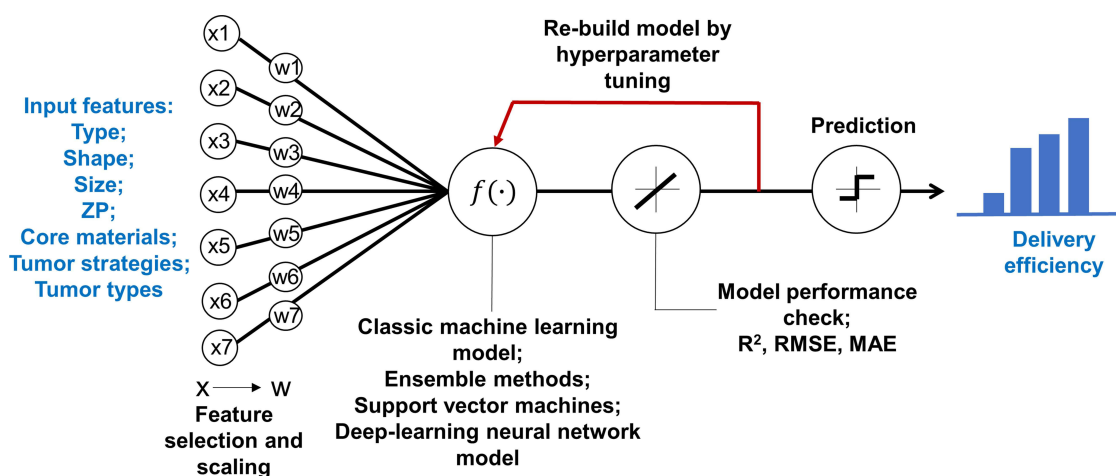 Input features:
Type;
Shape;
Size;
ZP;
Core materials;
Tumor strategies;
Tumor types
x1
x2
x3
x4
x5
x6
x7
w1
w2
w3
w4
w5
w6
w7
x w
Feature
selection and
scaling
f(·)
Classic machine learning
model;
Ensemble methods;
Support vector machines;
Deep-learning neural network
model
Re-build model by
hyperparameter
tuning
Model performance
check;
R², RMSE, MAE
Prediction
Delivery
efficiency